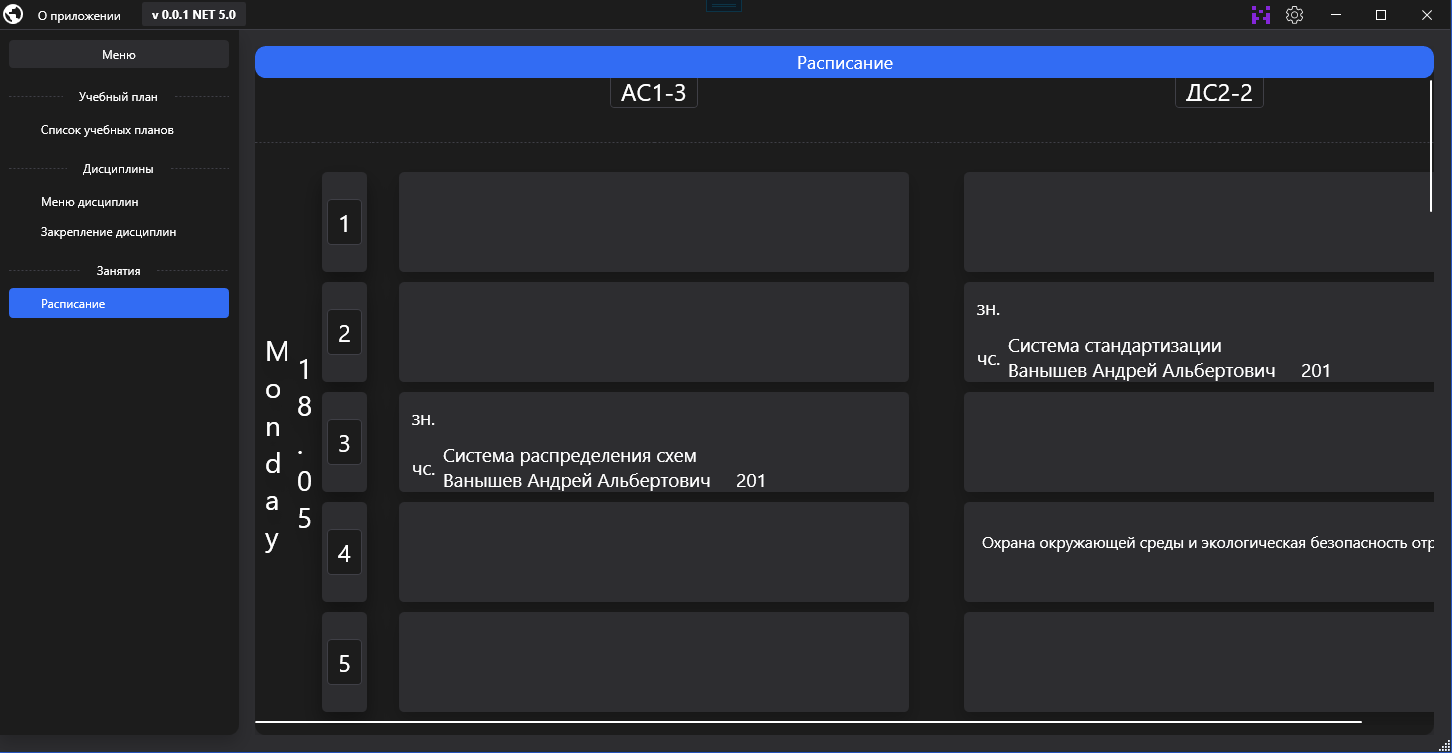 О приложении
v 0.0.1 NET 5.0
Меню
Учебный план
Список учебных планов
Дисциплины
Меню дисциплин
Закрепление дисциплин
Занятия
Расписание
Расписание
АС1-3
ДС2-2
Monday
18.05
1
2
зн.
чс.
Система стандартизации
Ванышев Андрей Альбертович 201
3
зн.
чс.
Система распределения схем
Ванышев Андрей Альбертович 201
4
Охрана окружающей среды и экологическая безопасность отр
5